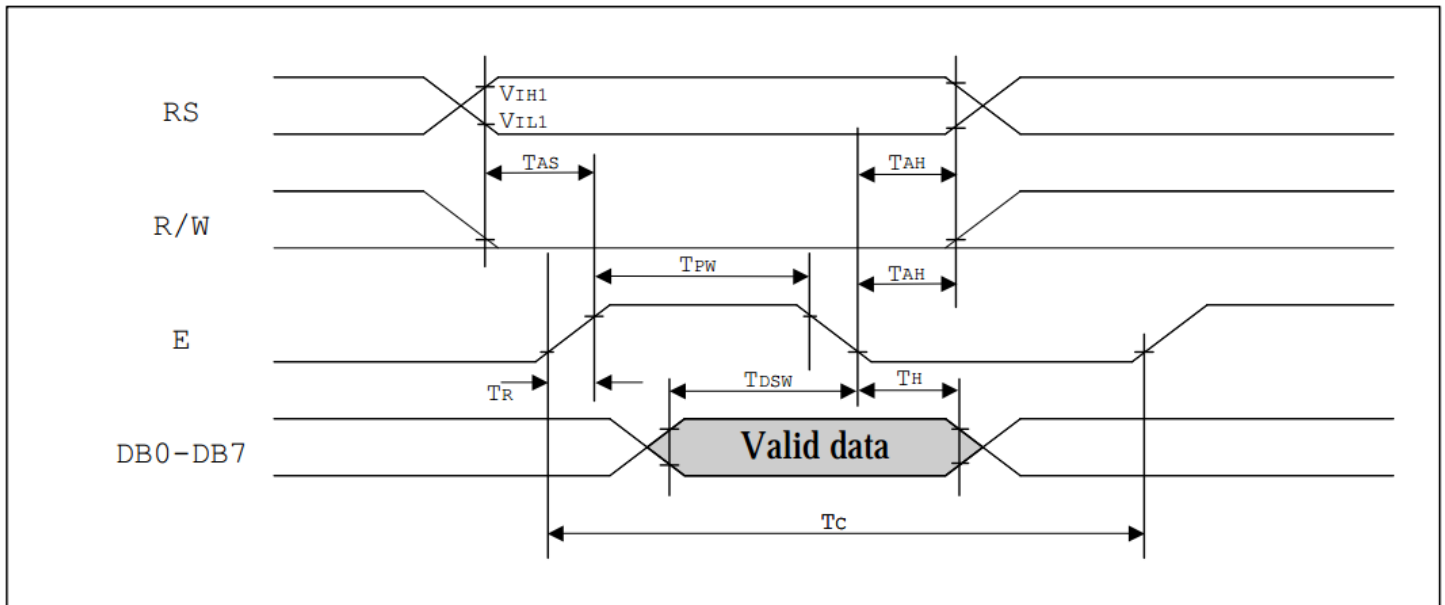 RS
VIH1
VIL1
TAS
TAH
R/W
TPW
TAH
E
TR
TDSW
TH
DB0-DB7
Valid data
TC